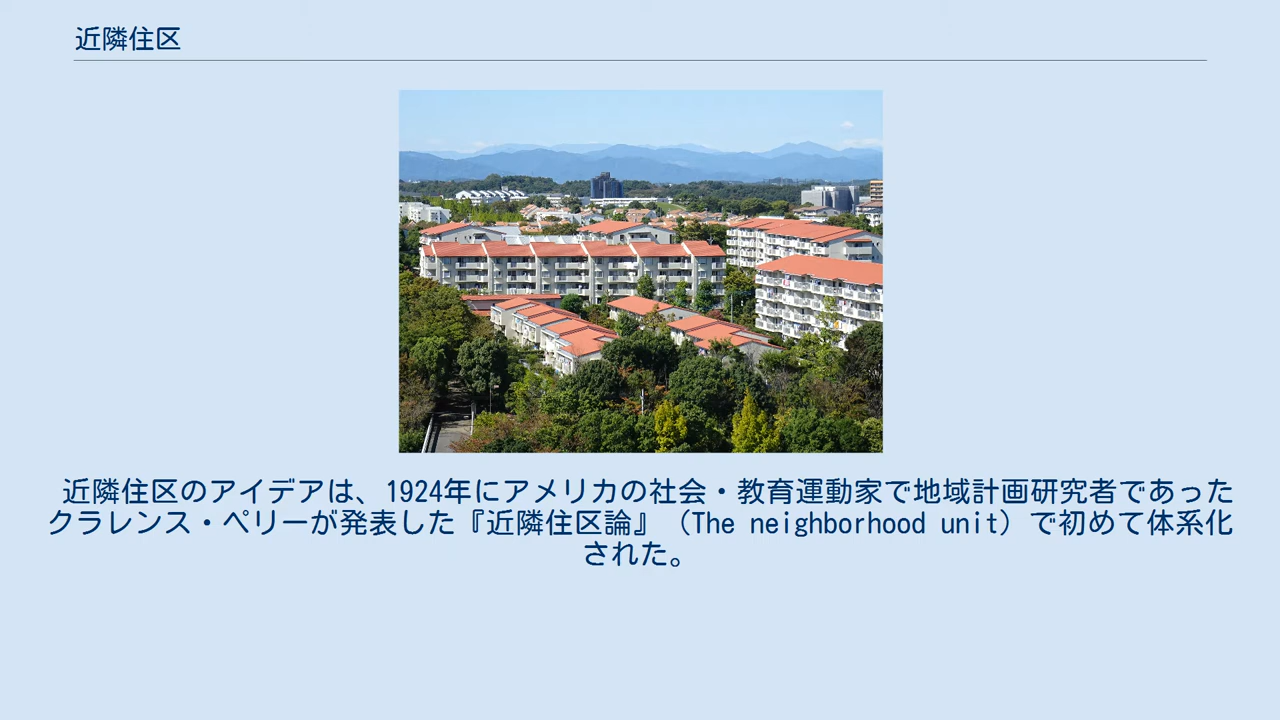 近隣住区
近隣住区のアイデアは、1924年にアメリカの社会・教育運動家で地域計画研究者であった
クラレンス・ペリーが発表した『近隣住区論』（The neighborhood unit）で初めて体系化
された。